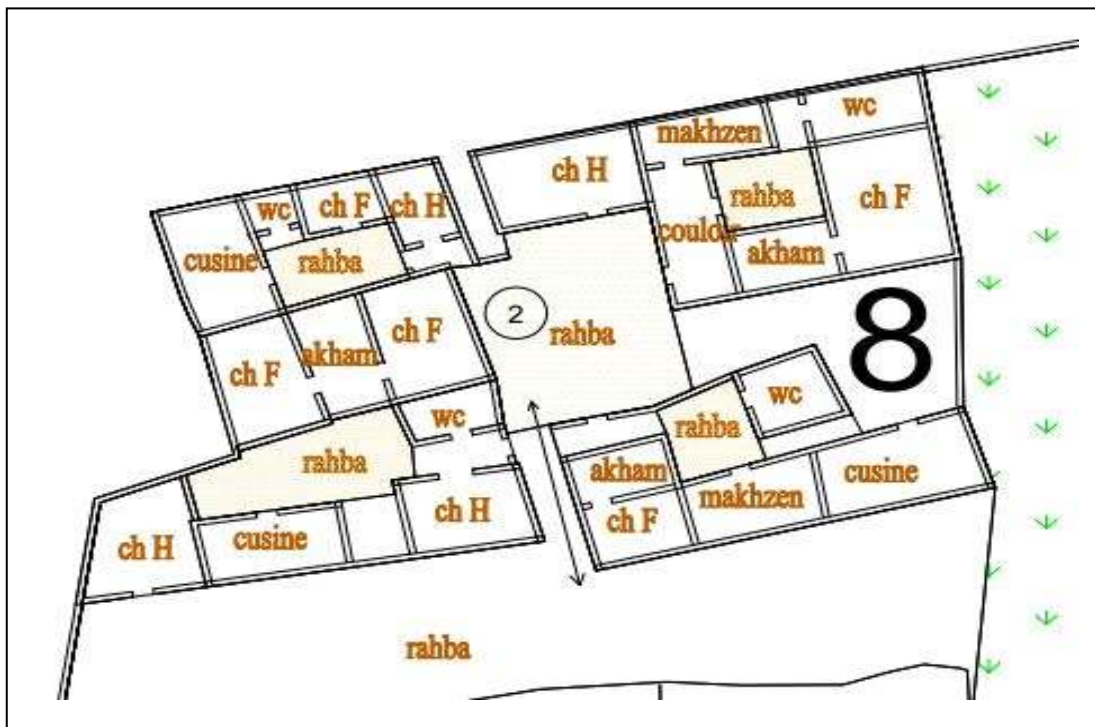 wc
makhzen
ch H
rahba
ch F
couloir
akham
wc
ch F
ch H
cusine
rahba
2
rahba
8
ch F
akham
ch F
wc
wc
rahba
rahba
akham
makhzen
cusine
ch H
ch F
ch H
cusine
rahba